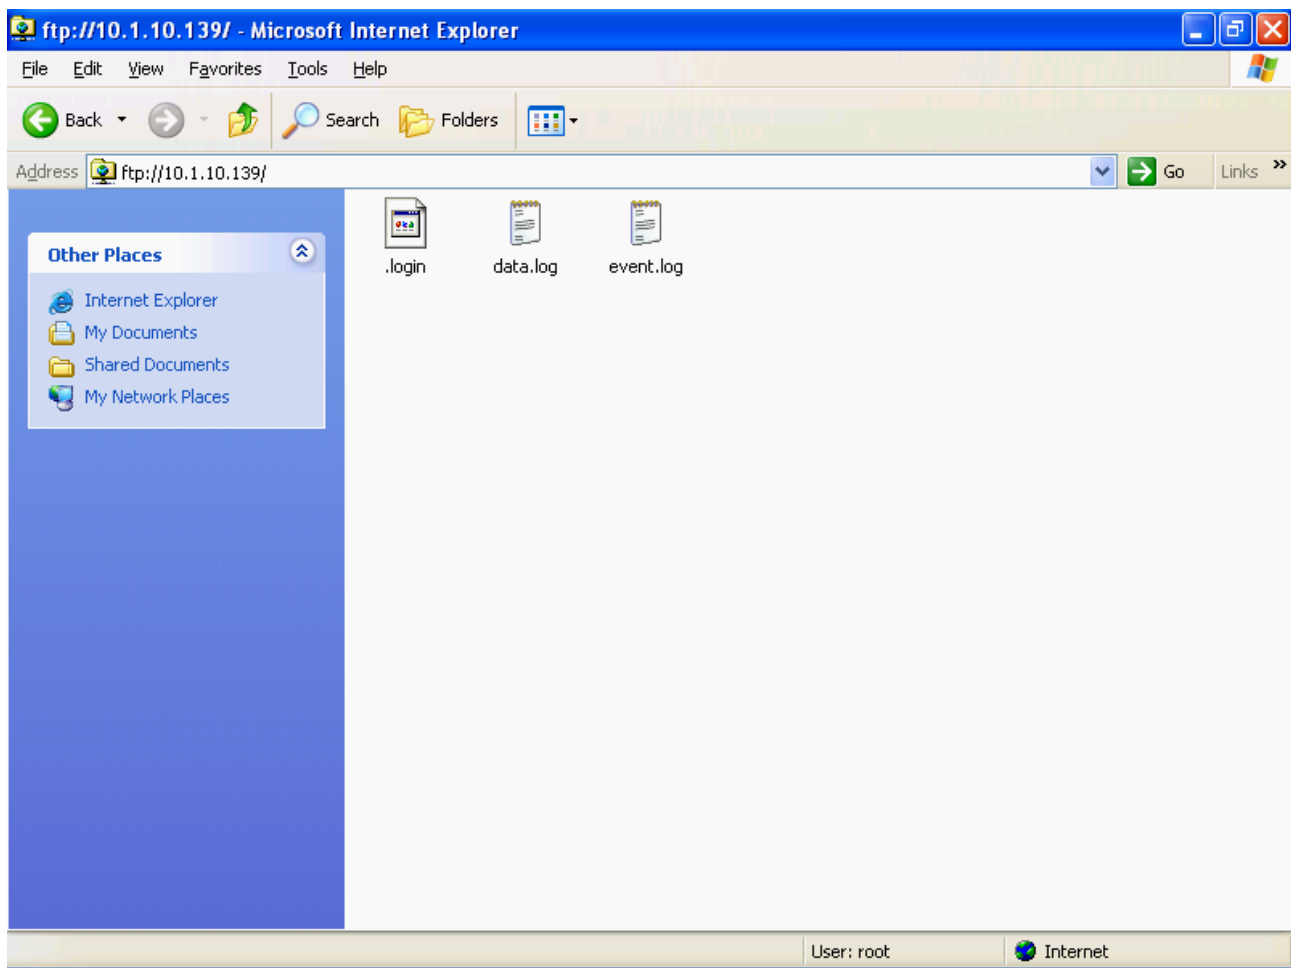 ftp://10.1.10.139/ - Microsoft Internet Explorer
File Edit View Favorites Tools Help
Back Search Folders
Address ftp://10.1.10.139/ Go Links »
Other Places
Internet Explorer
My Documents
Shared Documents
My Network Places
.login data.log event.log
User: root Internet